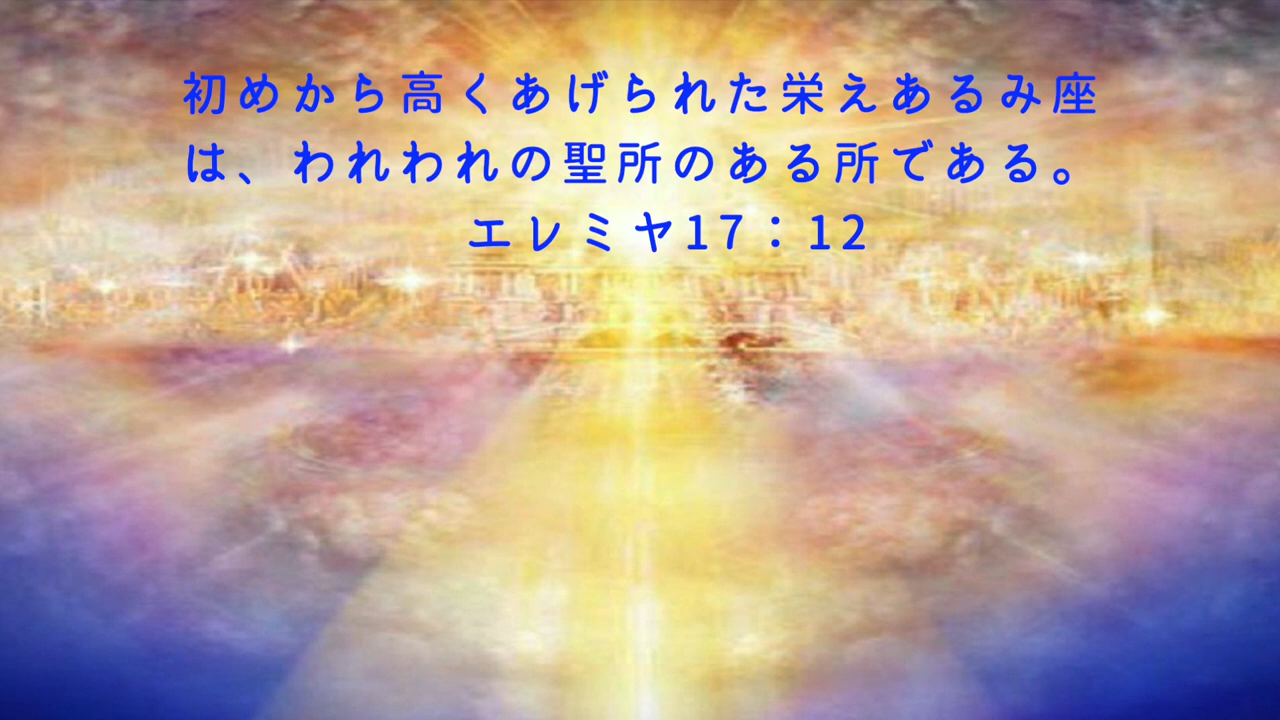 初めから高くあげられた栄えあるみ座
は、われわれの聖所のある所である。
エレミヤ17：12